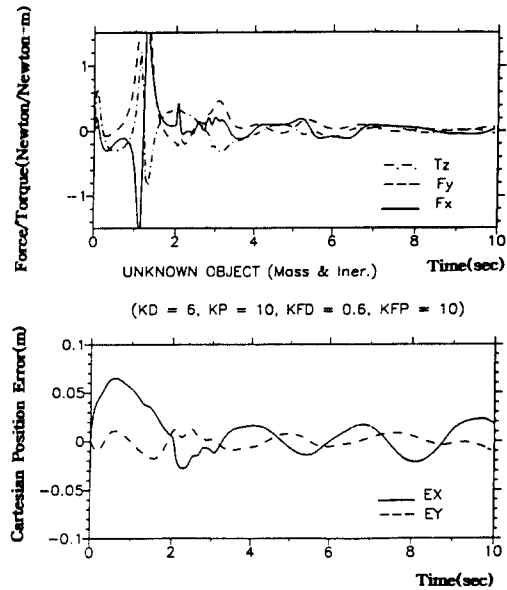 Force/Torque(Newton/Newton-m)
1
0
-1
Tz
Fy
Fx
0 2 4 6 8 10
UNKNOWN OBJECT (Mass & Iner.)
Time(sec)
(KD = 6, KP = 10, KFD = 0.6, KFP = 10)
Cartesian Position Error(m)
0.1
0.05
0
-0.05
-0.1
EX
EY
0 2 4 6 8 10
Time(sec)